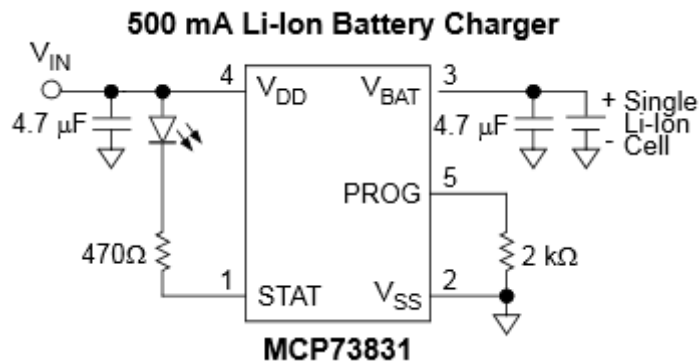 500 mA Li-Ion Battery Charger
VIN
4
VDD
VBAT
3
4.7 μF
4.7 μF
+ Single
Li-Ion
- Cell
PROG
5
470Ω
2 kΩ
1
STAT
VSS
2
MCP73831